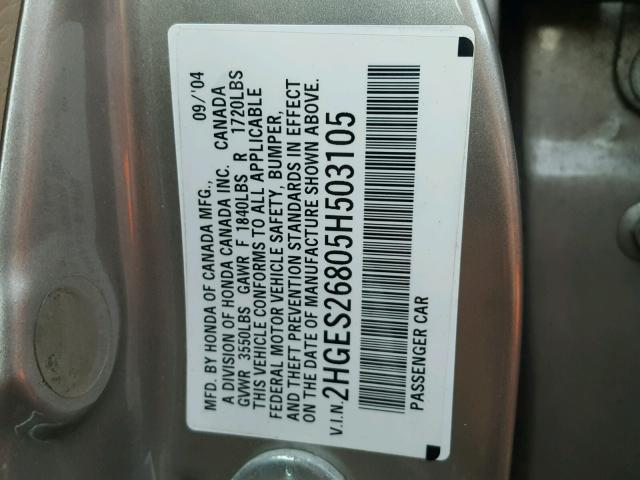 MFD. BY HONDA OF CANADA MFG., 09/'04
A DIVISION OF HONDA CANADA INC. CANADA
GVWR 3550LBS GAWR F 1840LBS R 1720LBS
THIS VEHICLE CONFORMS TO ALL APPLICABLE
FEDERAL MOTOR VEHICLE SAFETY, BUMPER,
AND THEFT PREVENTION STANDARDS IN EFFECT
ON THE DATE OF MANUFACTURE SHOWN ABOVE.
V.I.N. 2HGES26805H503105
PASSENGER CAR